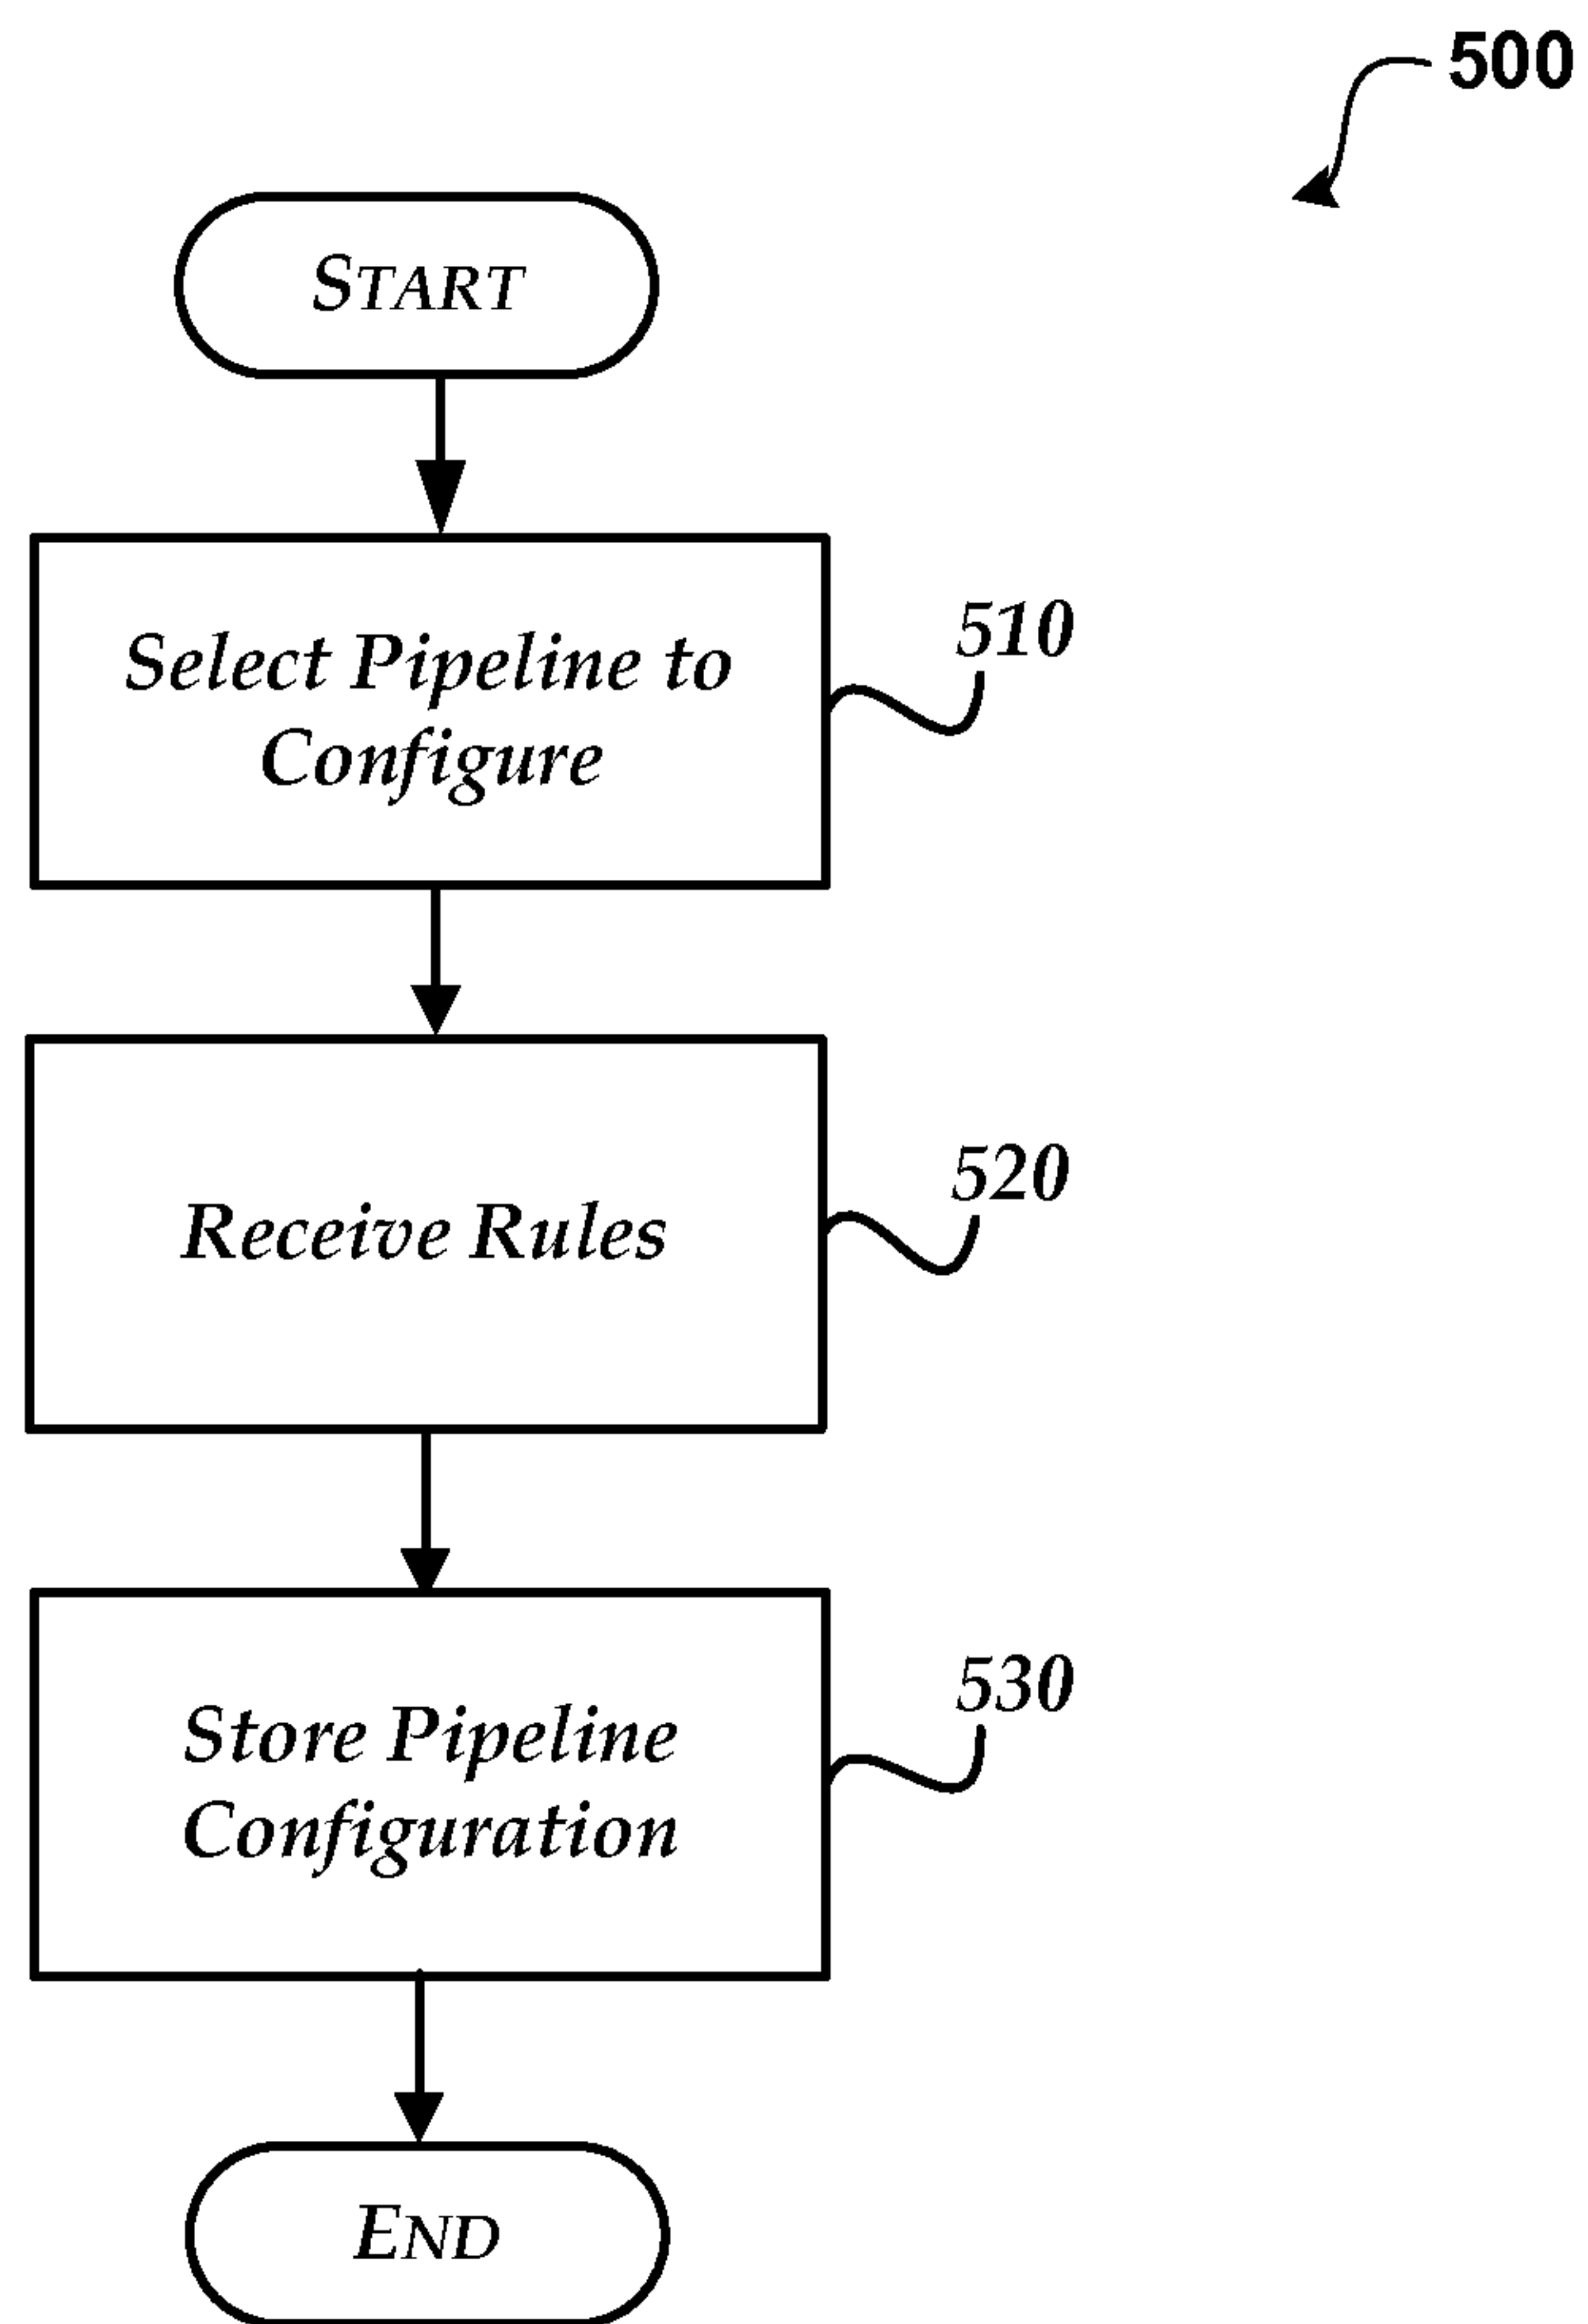 500
START
Select Pipeline to
Configure
510
Receive Rules
520
Store Pipeline
Configuration
530
END